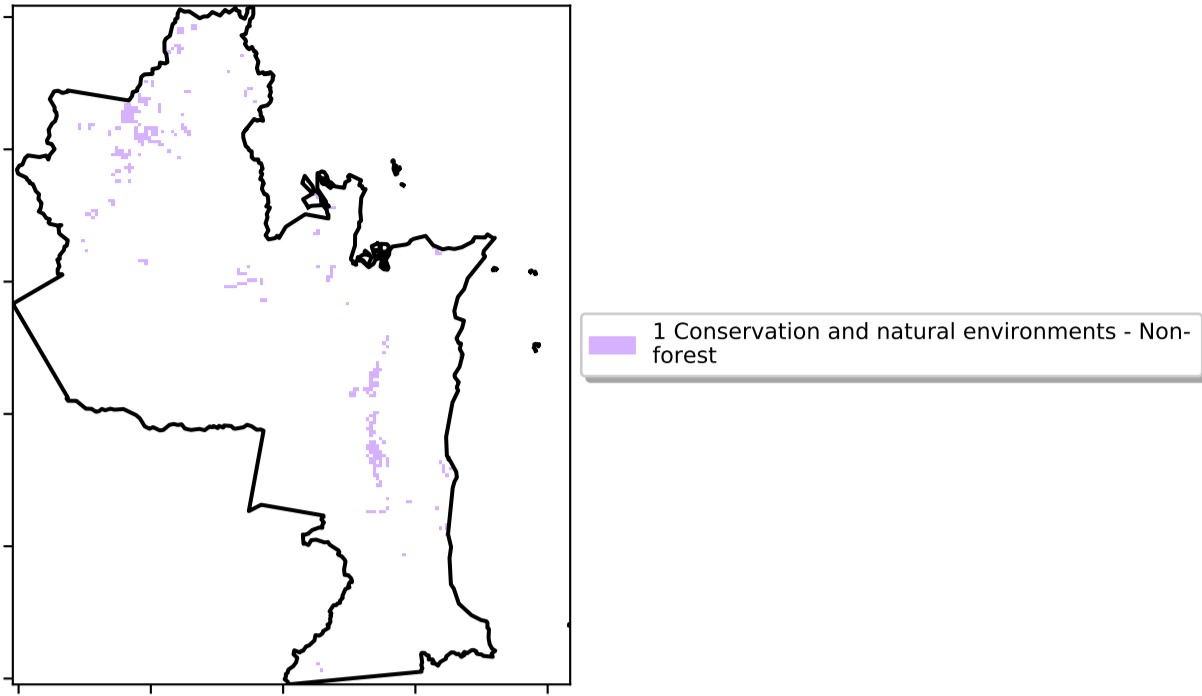 1 Conservation and natural environments - Non-
forest